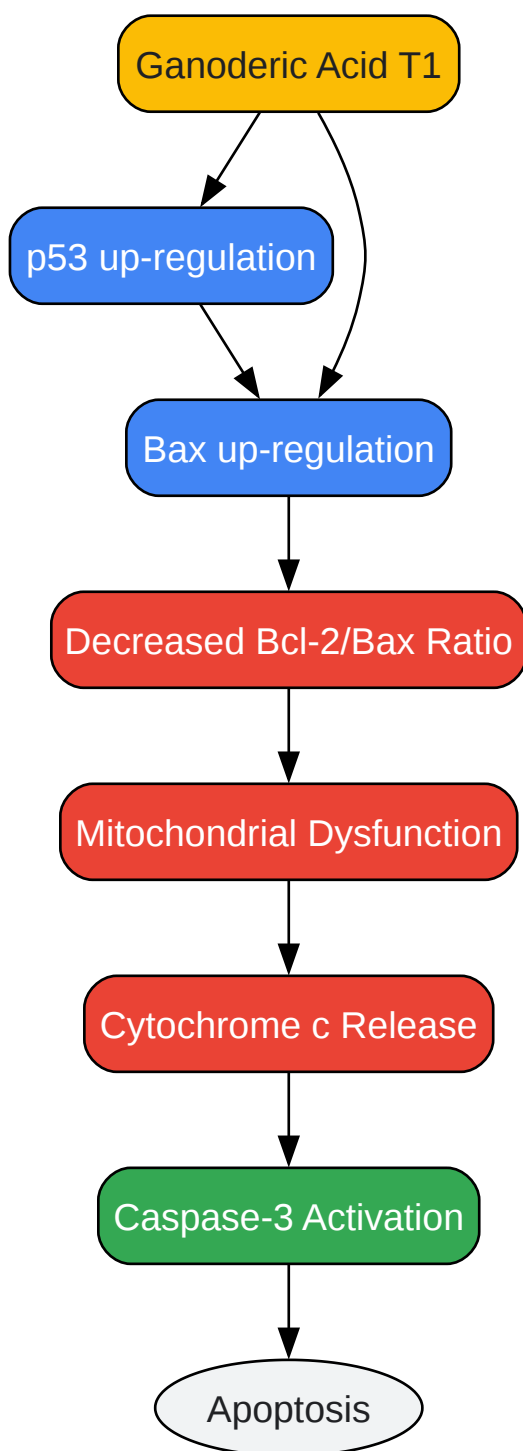 Ganoderic Acid T1
p53 up-regulation
Bax up-regulation
Decreased Bcl-2/Bax Ratio
Mitochondrial Dysfunction
Cytochrome c Release
Caspase-3 Activation
Apoptosis